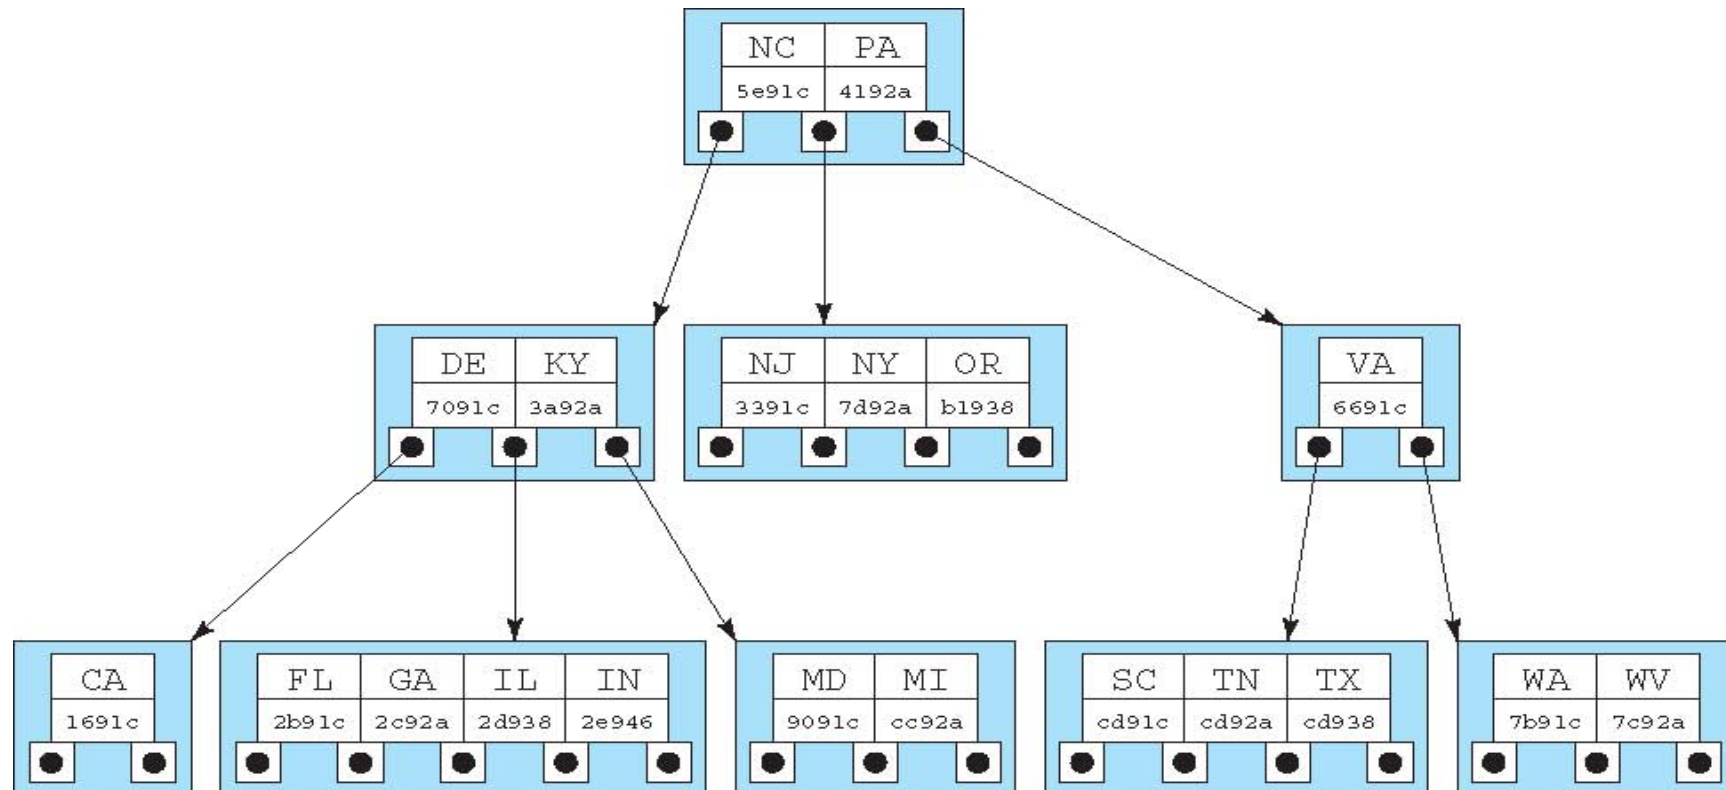 NC PA
5e91c 4192a
DE KY NJ NY OR VA
7091c 3a92a 3391c 7d92a b1938 6691c
CA FL GA IL IN MD MI SC TN TX WA WV
1691c 2b91c 2c92a 2d938 2e946 9091c cc92a cd91c cd92a cd938 7b91c 7c92a